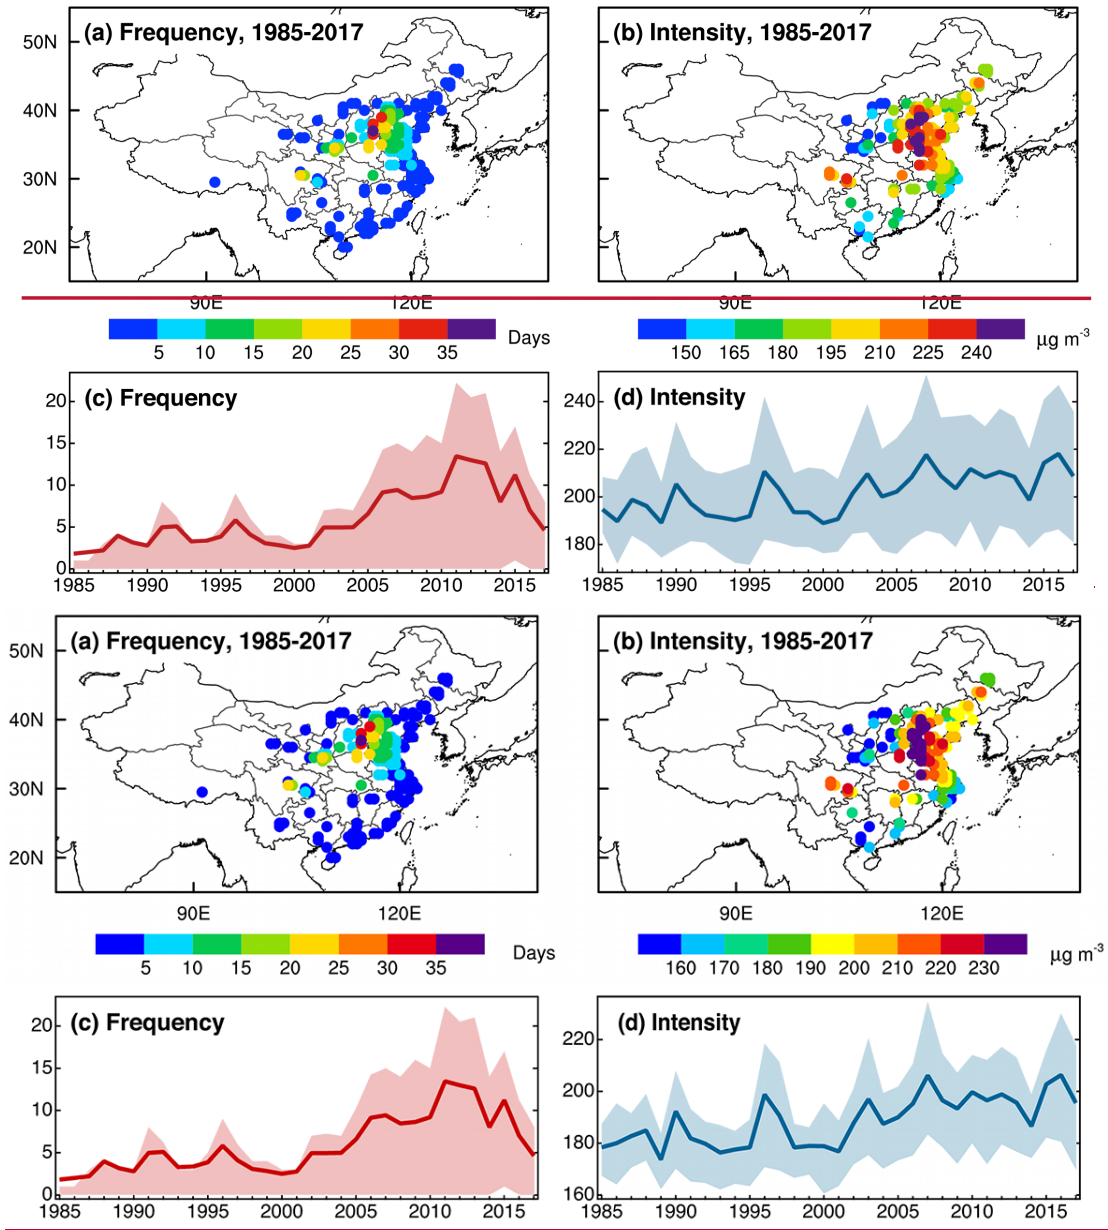 (a) Frequency, 1985-2017
(b) Intensity, 1985-2017
50N
40N
30N
20N
90E 120E
90E 120E
5 10 15 20 25 30 35 Days
150 165 180 195 210 225 240 µg m-3
(c) Frequency
20
15
10
5
0
1985 1990 1995 2000 2005 2010 2015
(d) Intensity
240
220
200
180
1985 1990 1995 2000 2005 2010 2015
(a) Frequency, 1985-2017
(b) Intensity, 1985-2017
50N
40N
30N
20N
90E 120E
90E 120E
5 10 15 20 25 30 35 Days
160 170 180 190 200 210 220 230 µg m-3
(c) Frequency
20
15
10
5
0
1985 1990 1995 2000 2005 2010 2015
(d) Intensity
220
200
180
160
1985 1990 1995 2000 2005 2010 2015